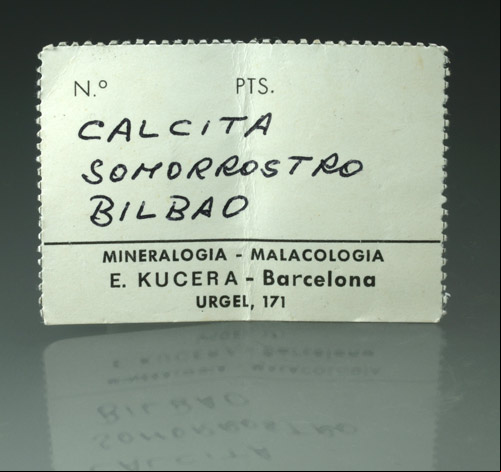 N.º PTS.
CALCITA
SOMORROSTRO
BILBAO
MINERALOGIA - MALACOLOGIA
E. KUCERA - Barcelona
URGEL, 171